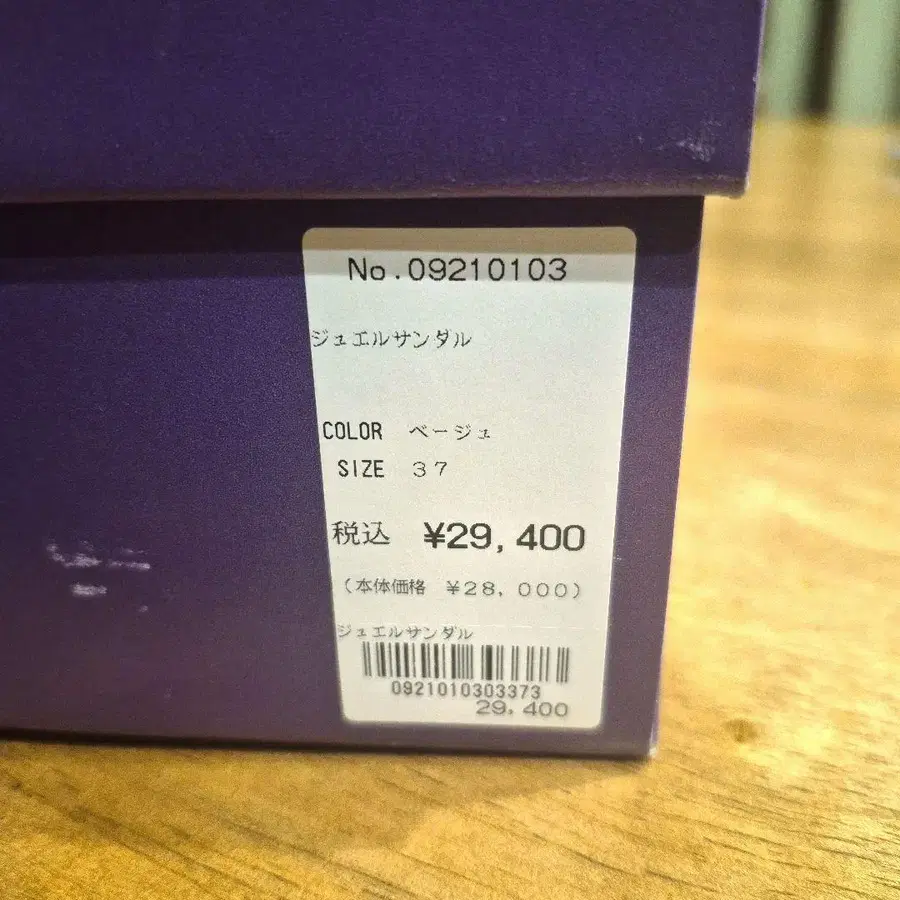 No.09210103
ジュエルサンダル
COLOR ベージュ
SIZE 37
税込 ¥29,400
(本体価格 ¥28,000)
ジュエルサンダル
0921010303373
29,400